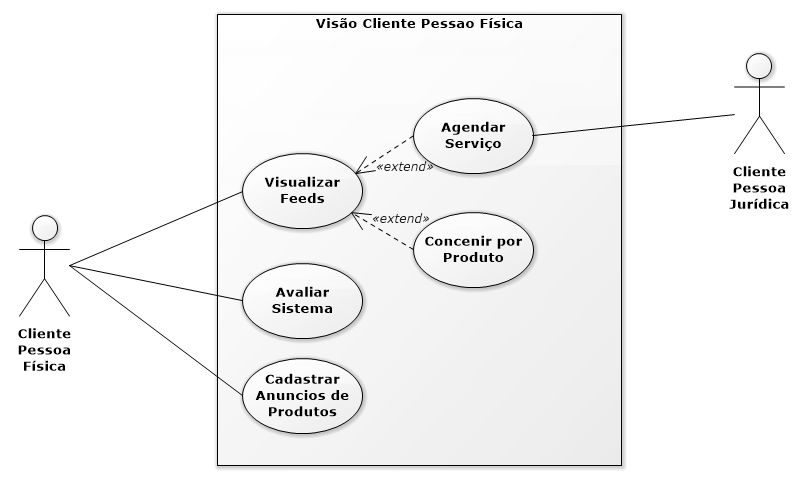 Visão Cliente Pessao Física
Agendar
Serviço
«extend»
Visualizar
Feeds
«extend»
Concenir por
Produto
Avaliar
Sistema
Cadastrar
Anuncios de
Produtos
Cliente
Pessoa
Física
Cliente
Pessoa
Jurídica